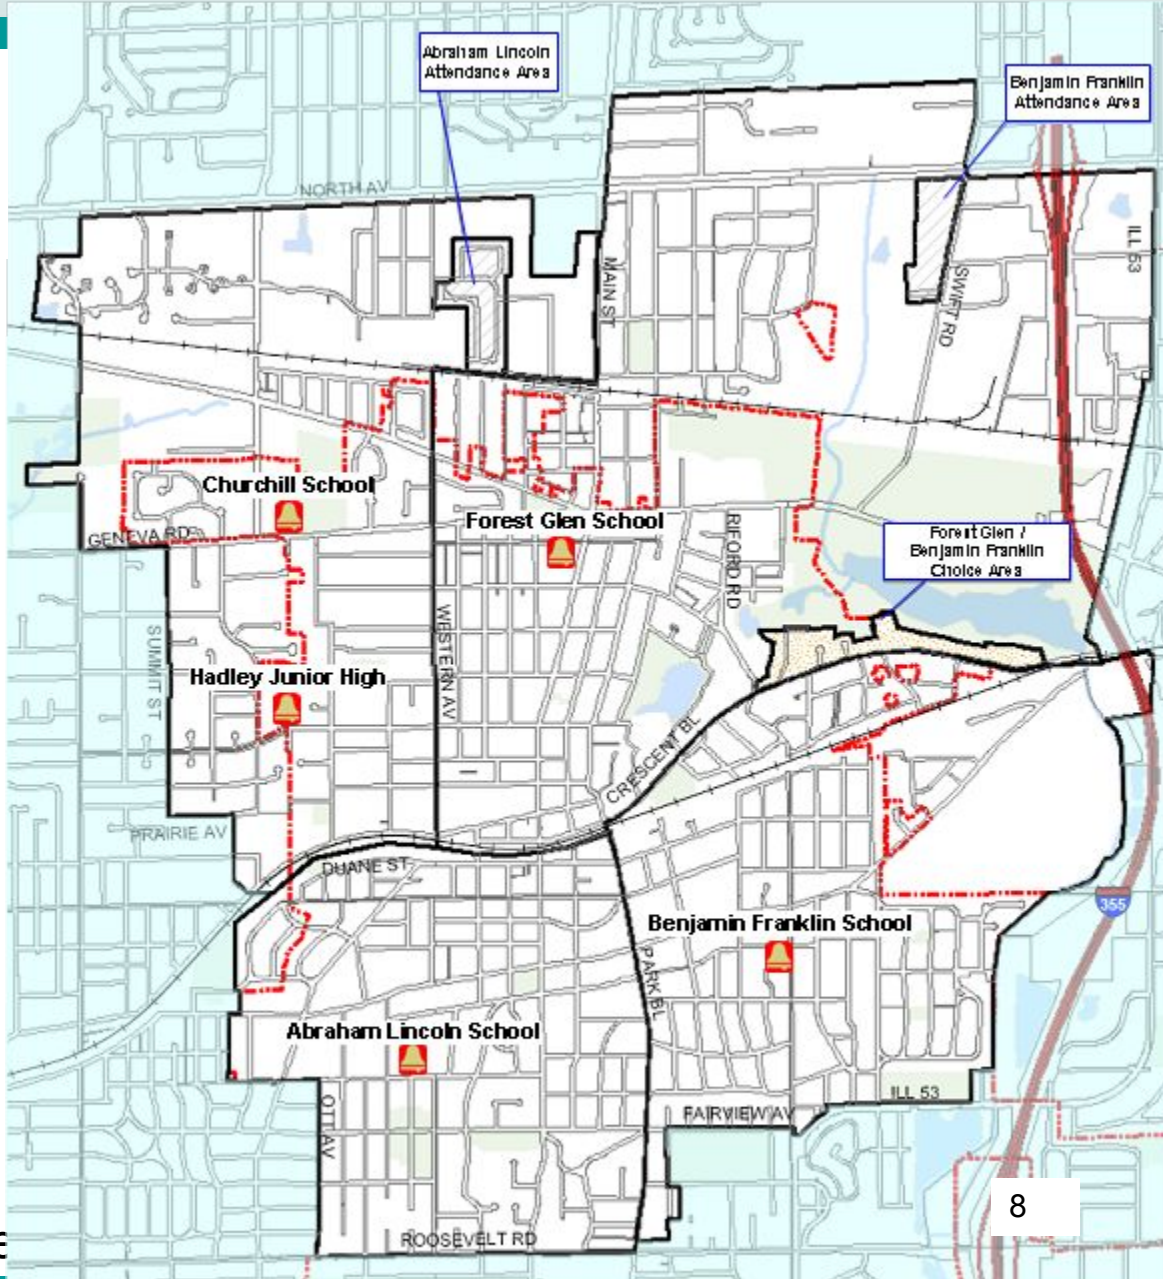 Abraham Lincoln
Attendance Area
Benjamin Franklin
Attendance Area
NORTH AV
ILL 53
MAIN ST
SWIFT RD
Churchill School
Forest Glen School
RIFORD RD
GENEVA RD
Forest Glen /
Benjamin Franklin
Choice Area
SUMMIT ST
WESTERN AV
Hadley Junior High
CRESCENT BL
PRAIRIE AV
DUANE ST
355
Benjamin Franklin School
PARK BL
Abraham Lincoln School
ILL 53
OTT AV
FAIRVIEW AV
8
ROOSEVELT RD